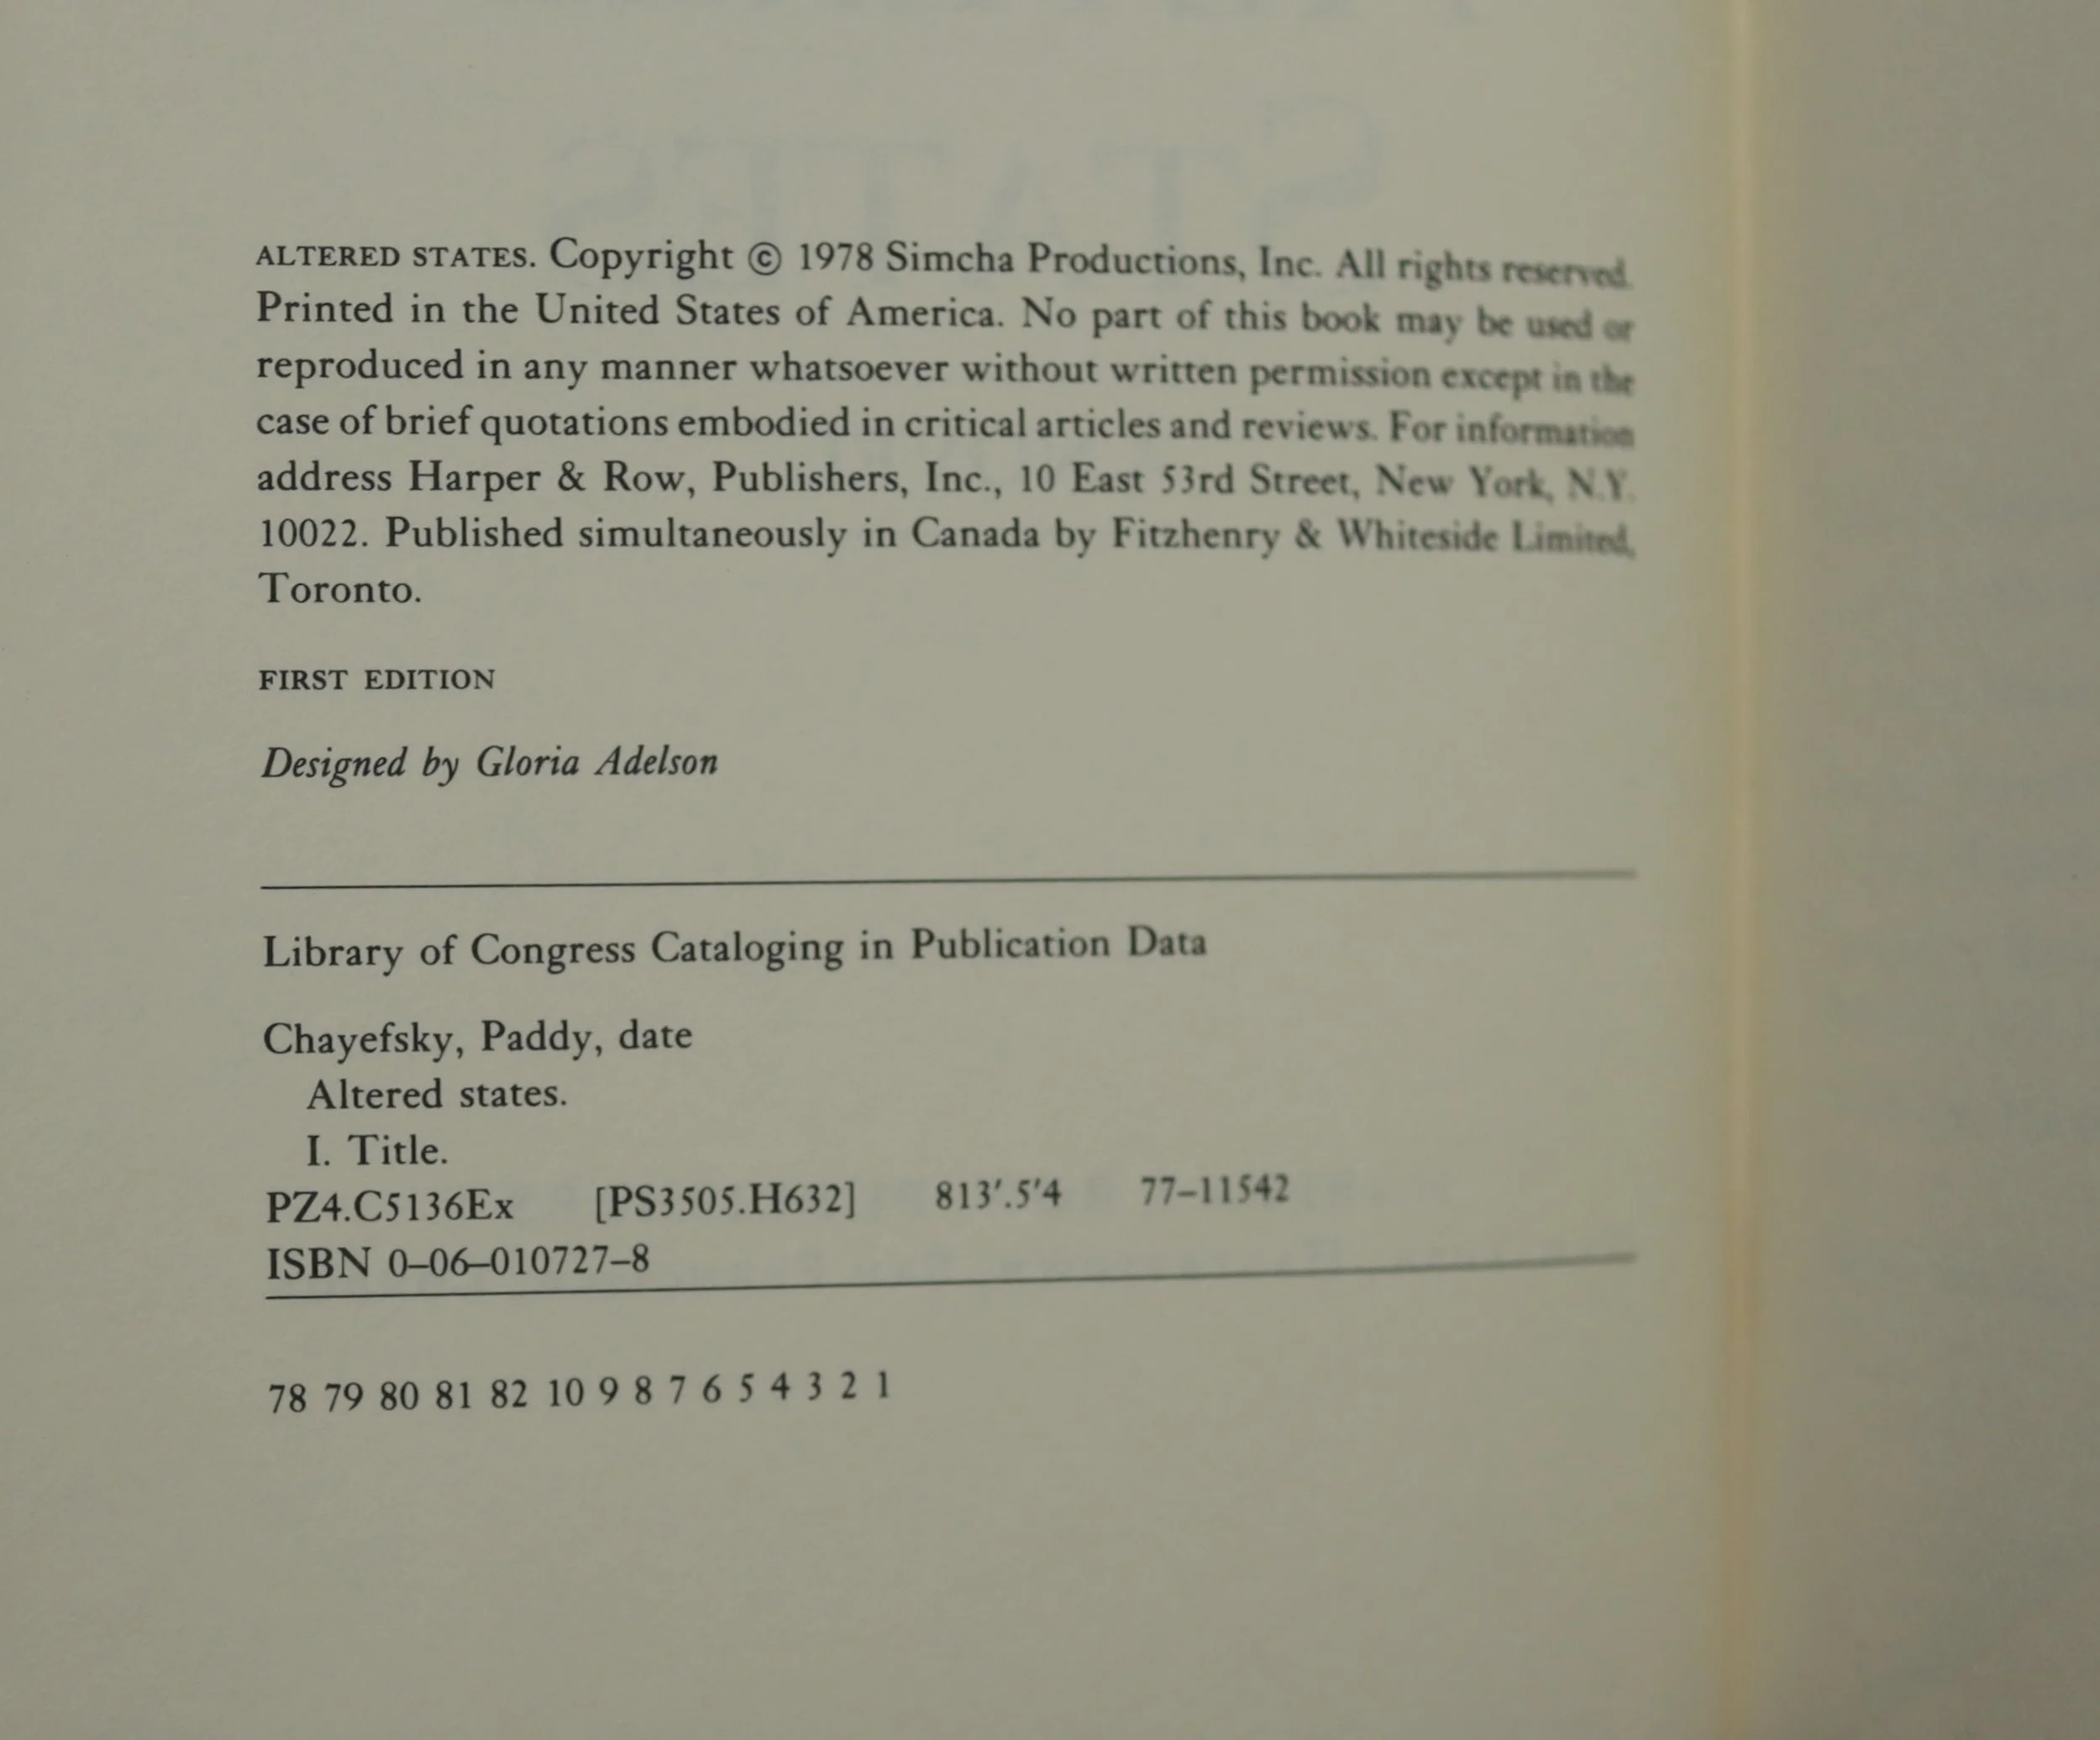 ALTERED STATES. Copyright © 1978 Simcha Productions, Inc. All rights reserved.
Printed in the United States of America. No part of this book may be used or
reproduced in any manner whatsoever without written permission except in the
case of brief quotations embodied in critical articles and reviews. For information
address Harper & Row, Publishers, Inc., 10 East 53rd Street, New York, N.Y.
10022. Published simultaneously in Canada by Fitzhenry & Whiteside Limited,
Toronto.
FIRST EDITION
Designed by Gloria Adelson
Library of Congress Cataloging in Publication Data
Chayefsky, Paddy, date
Altered states.
I. Title.
PZ4.C5136Ex [PS3505.H632] 813'.5'4 77–11542
ISBN 0–06–010727–8
78 79 80 81 82 10 9 8 7 6 5 4 3 2 1